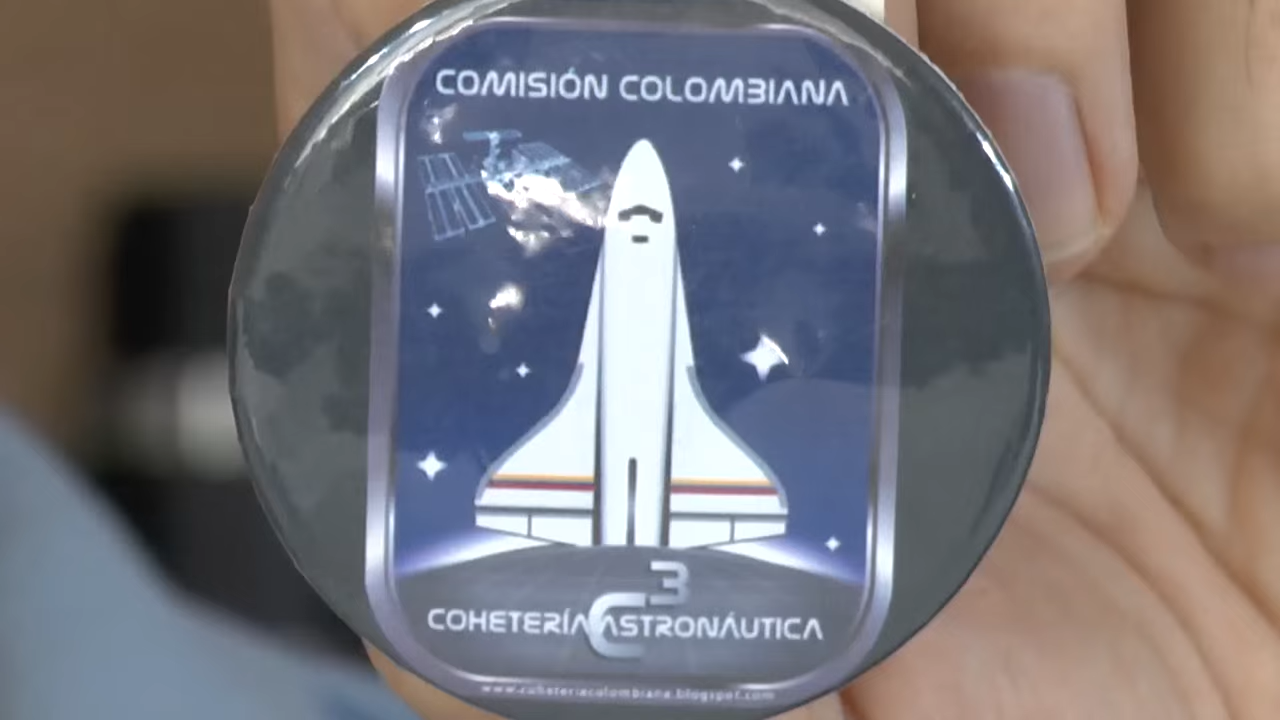 COMISIÓN COLOMBIANA
C3
COHETERÍA ASTRONÁUTICA
www.coheteriacolombiana.blogspot.com